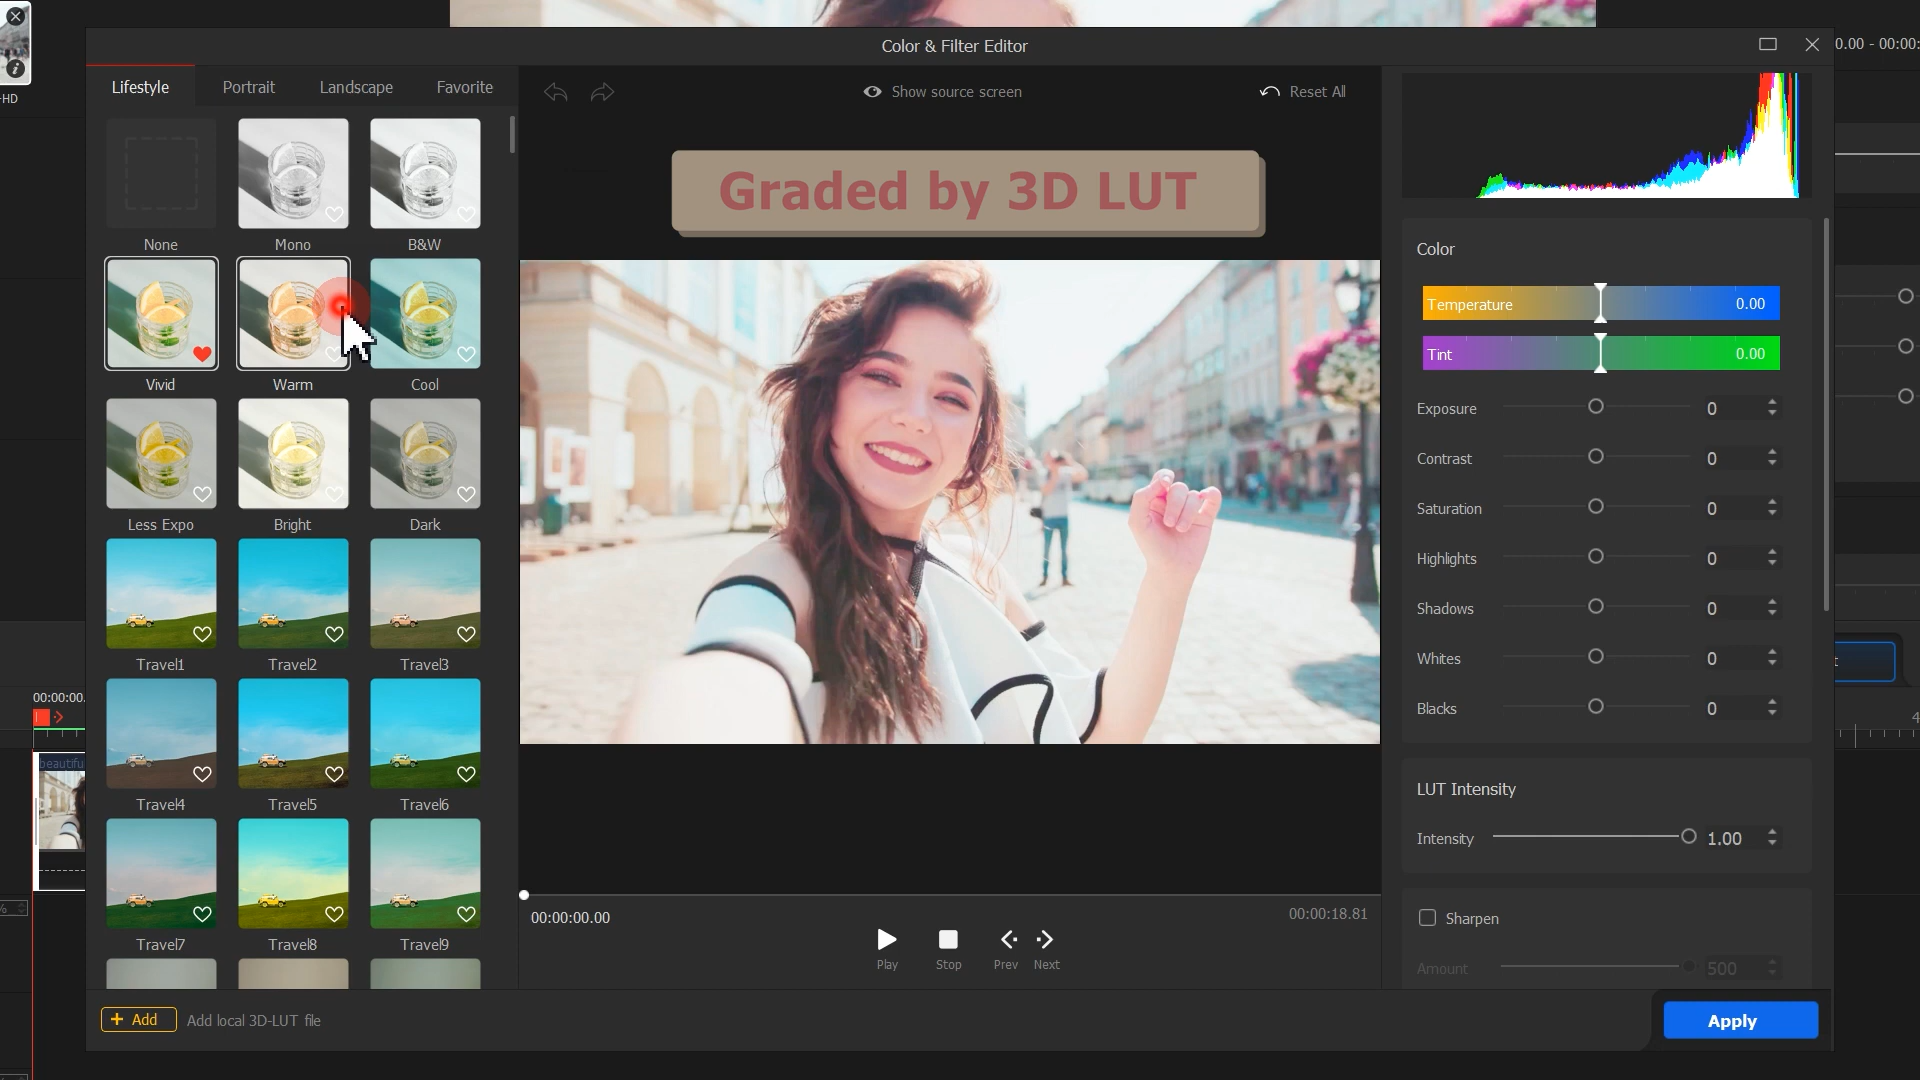 Color & Filter Editor
0.00 - 00:00:
-HD
Lifestyle
Portrait
Landscape
Favorite
Show source screen
Reset All
Graded by 3D LUT
None
Mono
B&W
Vivid
Warm
Cool
Less Expo
Bright
Dark
Travel1
Travel2
Travel3
Travel4
Travel5
Travel6
Travel7
Travel8
Travel9
Color
Temperature 0.00
Tint 0.00
Exposure 0
Contrast 0
Saturation 0
Highlights 0
Shadows 0
Whites 0
Blacks 0
LUT Intensity
Intensity 1.00
Sharpen
Amount 500
00:00:00.
beautifu
%
t
4
00:00:00.00
00:00:18.81
Play
Stop
Prev
Next
+ Add
Add local 3D-LUT file
Apply